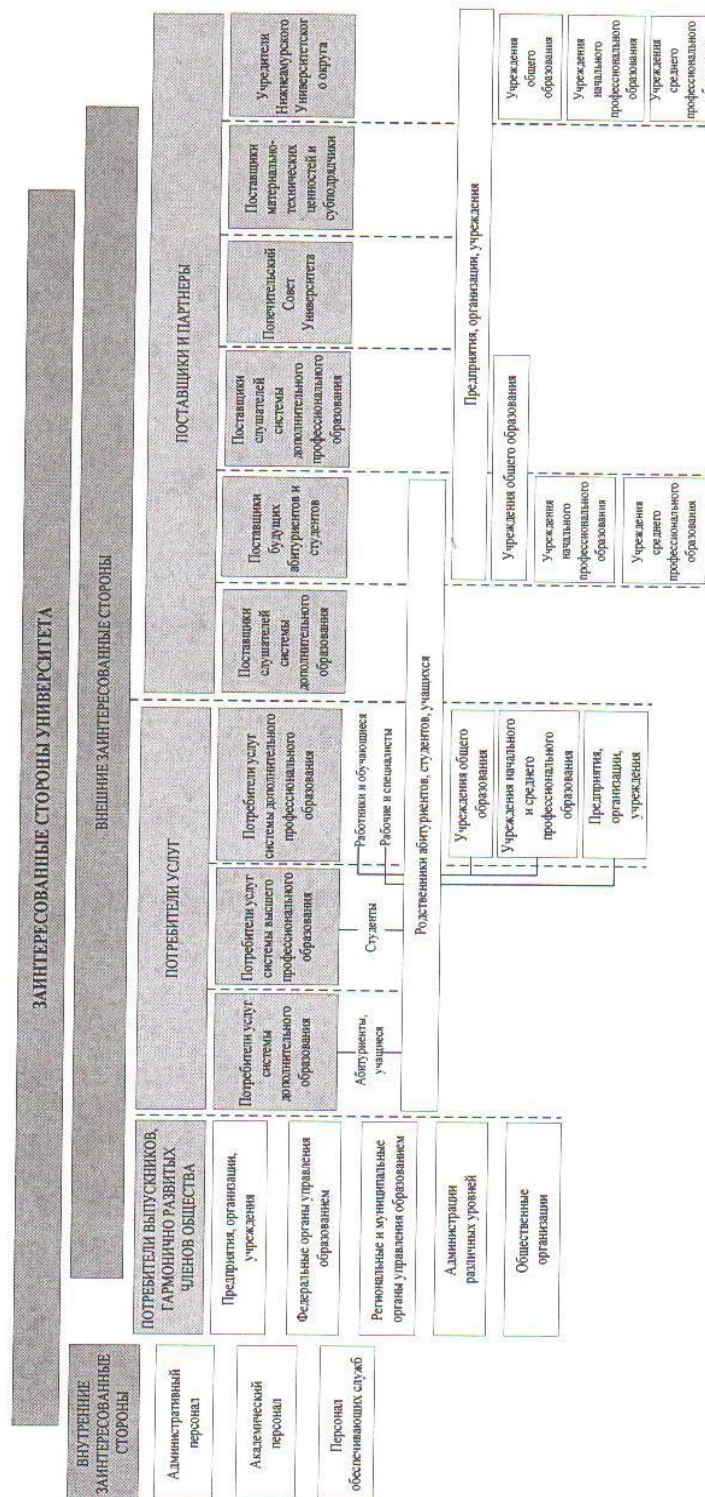 ЗАИНТЕРЕСОВАННЫЕ СТОРОНЫ УНИВЕРСИТЕТА
ВНУТРЕННИЕ
ЗАИНТЕРЕСОВАННЫЕ
СТОРОНЫ
Административный
персонал
Академический
персонал
Персонал
обеспечивающих служб
ВНЕШНИЕ ЗАИНТЕРЕСОВАННЫЕ СТОРОНЫ
ПОТРЕБИТЕЛИ ВЫПУСКНИКОВ,
ГАРМОНИЧНО РАЗВИТЫХ
ЧЛЕНОВ ОБЩЕСТВА
Предприятия, организации,
учреждения
Федеральные органы управления
образованием
Региональные и муниципальные
органы управления образованием
Администрации
различных уровней
Общественные
организации
ПОТРЕБИТЕЛИ УСЛУГ
Потребители услуг
системы
дополнительного
образования
Потребители услуг
системы высшего
профессионального
образования
Потребители услуг
системы дополнительного
профессионального
образования
Абитуриенты,
учащиеся
Студенты
Работники и обучающиеся
Рабочие и специалисты
Родственники абитуриентов, студентов, учащихся
Учреждения общего
образования
Учреждения начального
и среднего
профессионального
образования
Предприятия,
организации,
учреждения
ПОСТАВЩИКИ И ПАРТНЕРЫ
Поставщики
слушателей
системы
дополнительного
образования
Поставщики
будущих
абитуриентов и
студентов
Поставщики
слушателей
системы
дополнительного
профессионального
образования
Попечительский
Совет
Университета
Поставщики
материально-
технических
ценностей и
субподрядчики
Учредители
Нижнеамурского
Университетског
о округа
Предприятия, организации, учреждения
Учреждения общего образования
Учреждения
начального
профессионального
образования
Учреждения
среднего
профессионального
образования
Учреждения
общего
образования
Учреждения
начального
профессионального
образования
Учреждения
среднего
профессионального